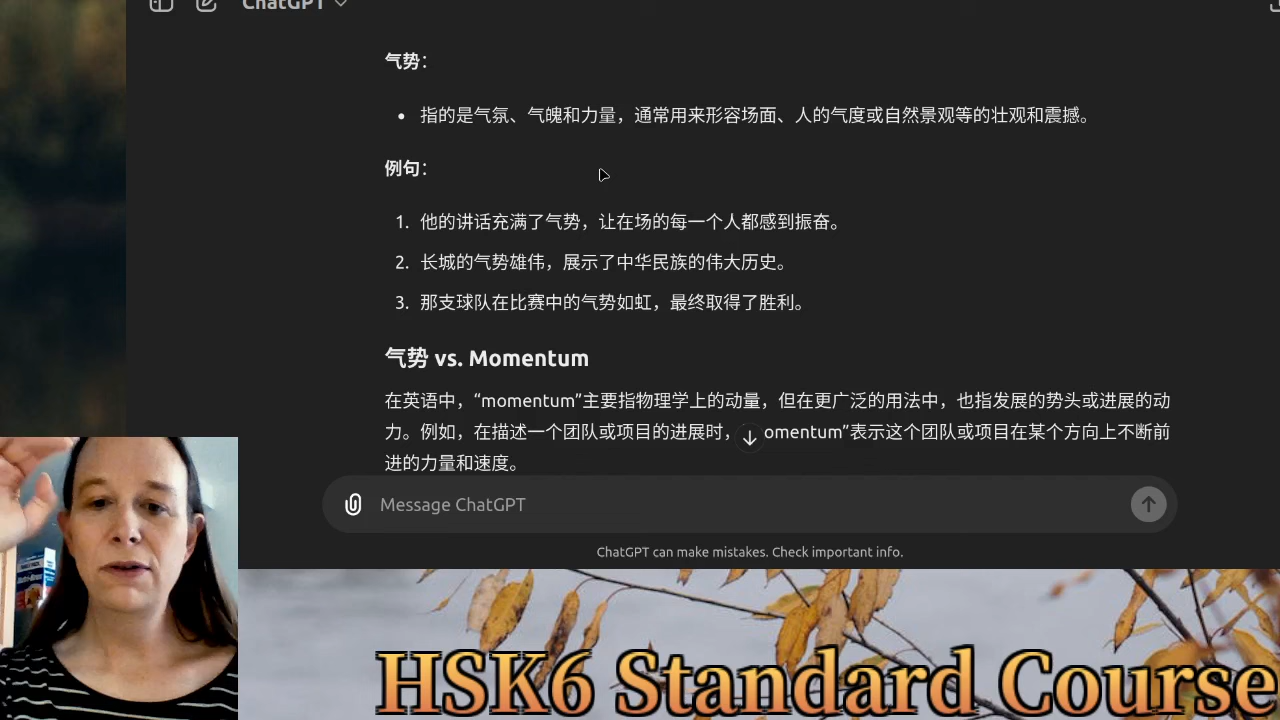 ChatGPT
气势：
• 指的是气氛、气魄和力量，通常用来形容场面、人的气度或自然景观等的壮观和震撼。
例句：
1. 他的讲话充满了气势，让在场的每一个人都感到振奋。
2. 长城的气势雄伟，展示了中华民族的伟大历史。
3. 那支球队在比赛中的气势如虹，最终取得了胜利。
气势 vs. Momentum
在英语中，“momentum”主要指物理学上的动量，但在更广泛的用法中，也指发展的势头或进展的动
力。例如，在描述一个团队或项目的进展时，omentum”表示这个团队或项目在某个方向上不断前
进的力量和速度。
Message ChatGPT
ChatGPT can make mistakes. Check important info.
HSK6 Standard Course